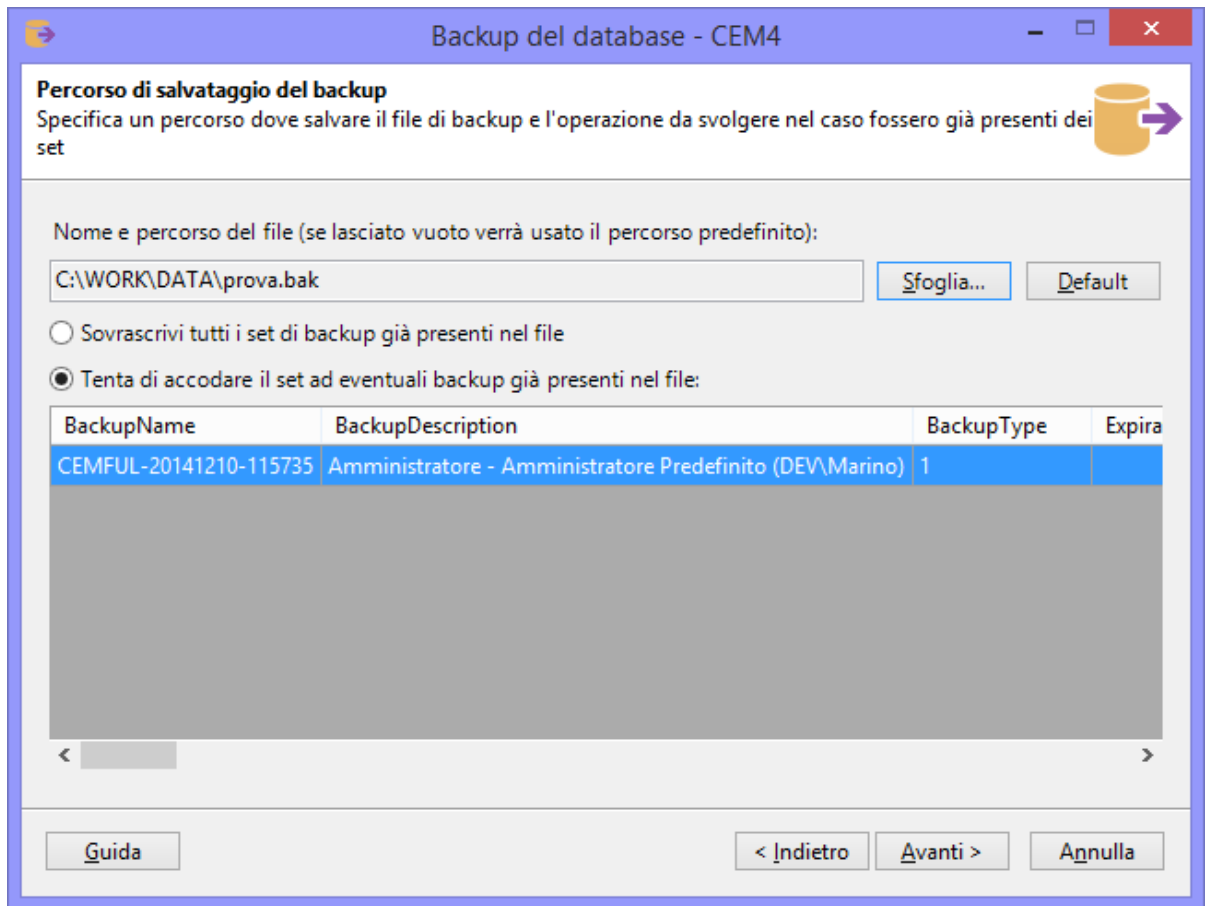 Backup del database - CEM4
Percorso di salvataggio del backup
Specifica un percorso dove salvare il file di backup e l'operazione da svolgere nel caso fossero già presenti dei
set
Nome e percorso del file (se lasciato vuoto verrà usato il percorso predefinito):
C:\WORK\DATA\prova.bak Sfoglia... Default
Sovrascrivi tutti i set di backup già presenti nel file
Tenta di accodare il set ad eventuali backup già presenti nel file:
BackupName BackupDescription BackupType Expira
CEMFUL-20141210-115735 Amministratore - Amministratore Predefinito (DEV\Marino) 1
Guida < Indietro Avanti > Annulla